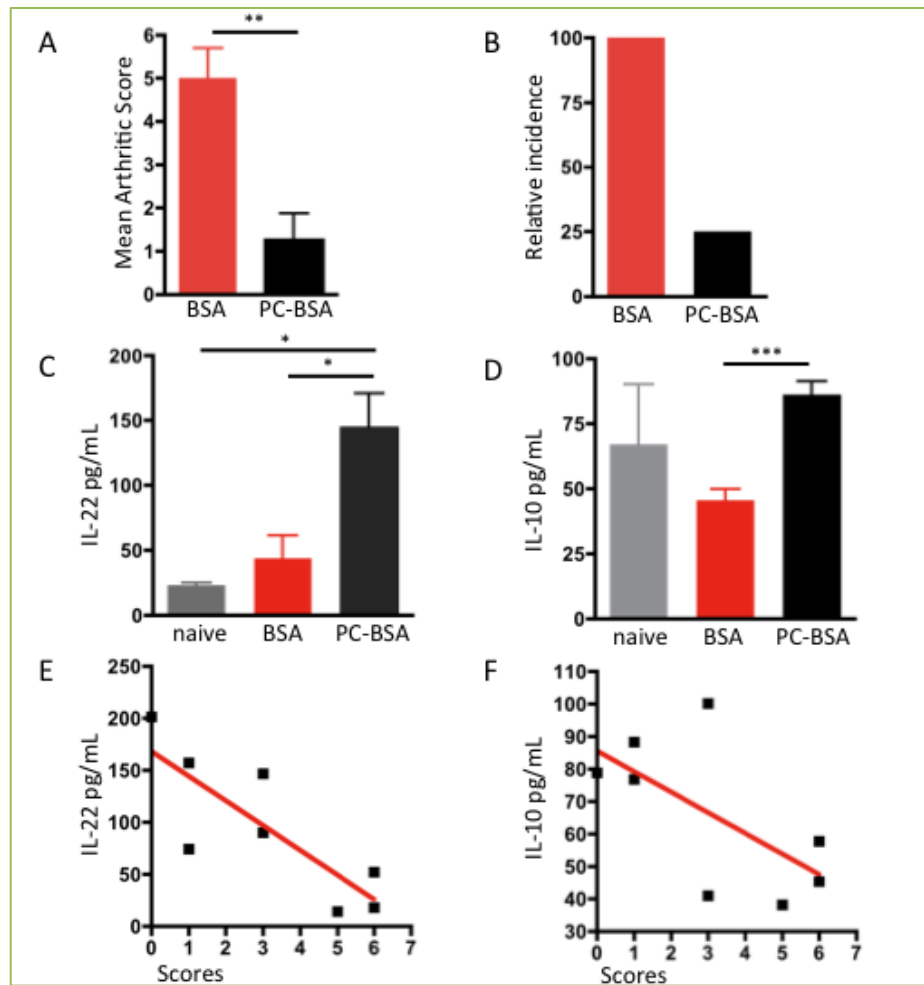 A
**
Mean Arthritic Score
6
5
4
3
2
1
0
BSA PC-BSA
B
Relative incidence
100
75
50
25
0
BSA PC-BSA
C
*
*
IL-22 pg/mL
200
150
100
50
0
naive BSA PC-BSA
D
***
IL-10 pg/mL
100
75
50
25
0
naive BSA PC-BSA
E
IL-22 pg/mL
250
200
150
100
50
0
0 1 2 3 4 5 6 7
Scores
F
IL-10 pg/mL
110
100
90
80
70
60
50
40
30
0 1 2 3 4 5 6 7
Scores